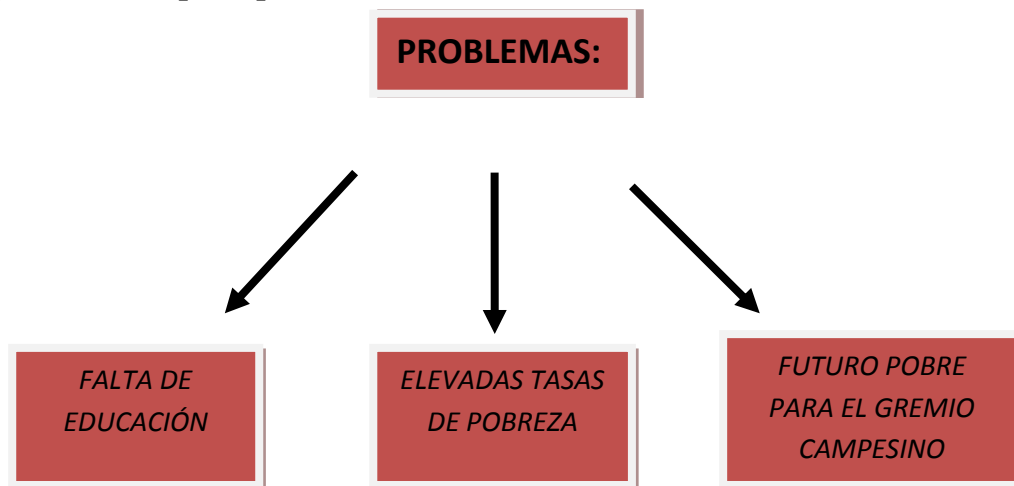 PROBLEMAS:
FALTA DE
EDUCACIÓN
ELEVADAS TASAS
DE POBREZA
FUTURO POBRE
PARA EL GREMIO
CAMPESINO